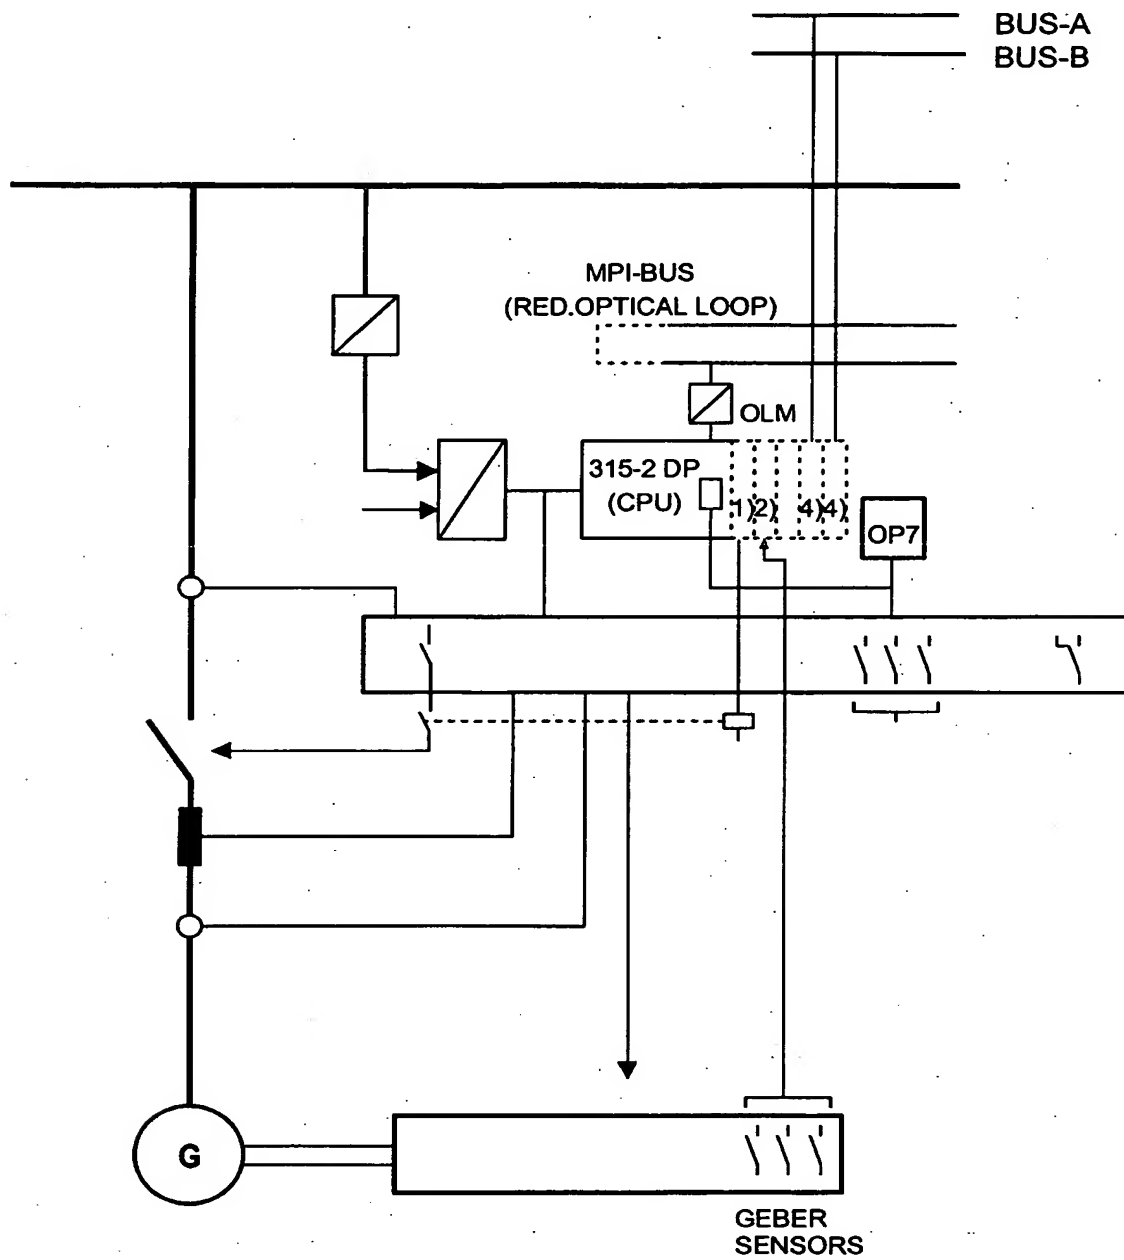 BUS-A
BUS-B
MPI-BUS
(RED.OPTICAL LOOP)
OLM
315-2 DP
(CPU)
1)2) 4)4)
OP7
G
GEBER
SENSORS